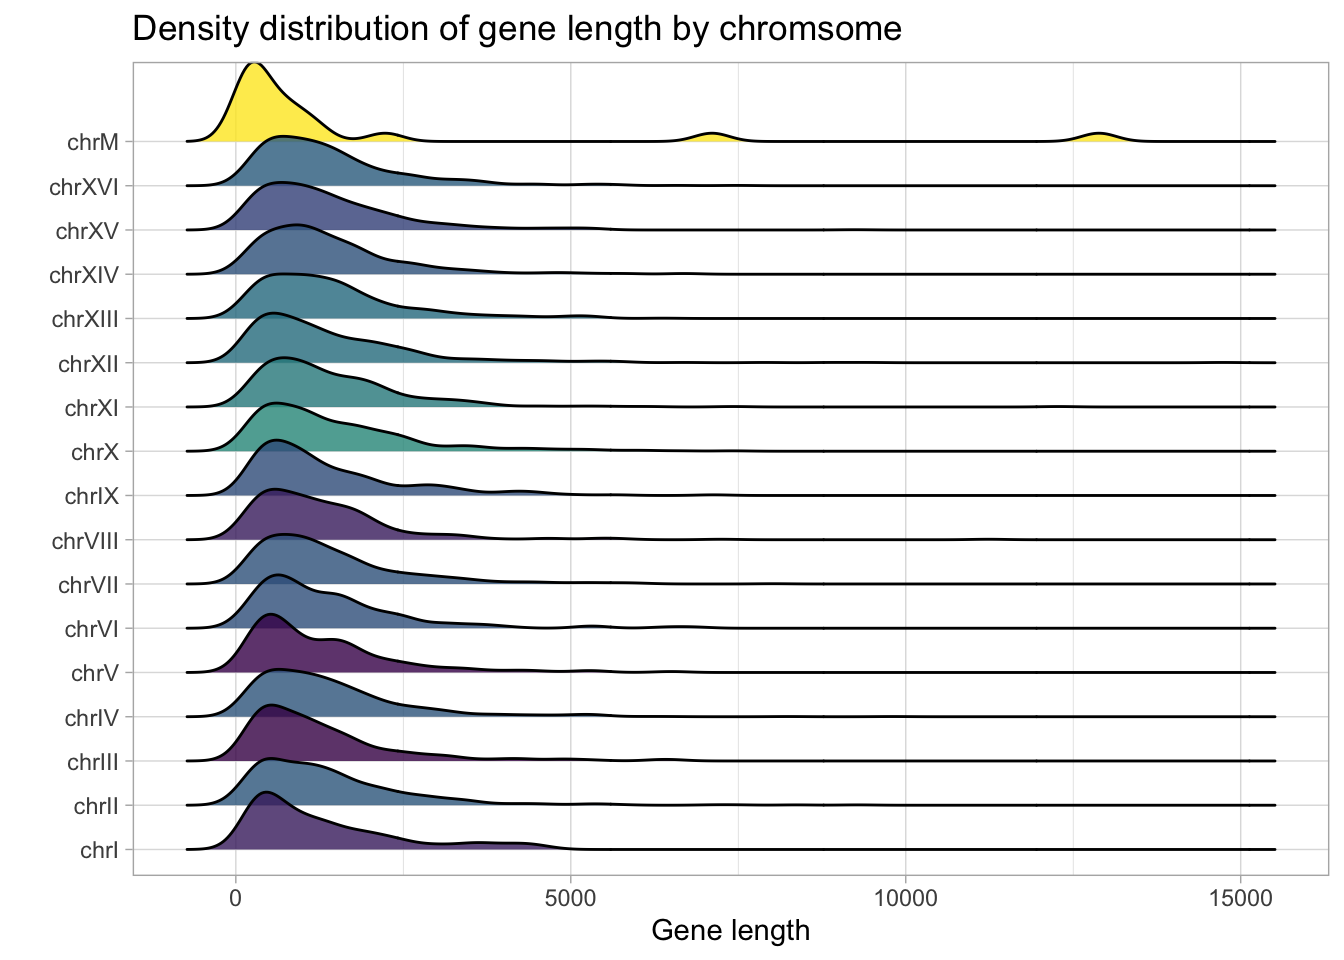 Density distribution of gene length by chromsome
chrM
chrXVI
chrXV
chrXIV
chrXIII
chrXII
chrXI
chrX
chrIX
chrVIII
chrVII
chrVI
chrV
chrIV
chrIII
chrII
chrI
0 5000 10000 15000
Gene length